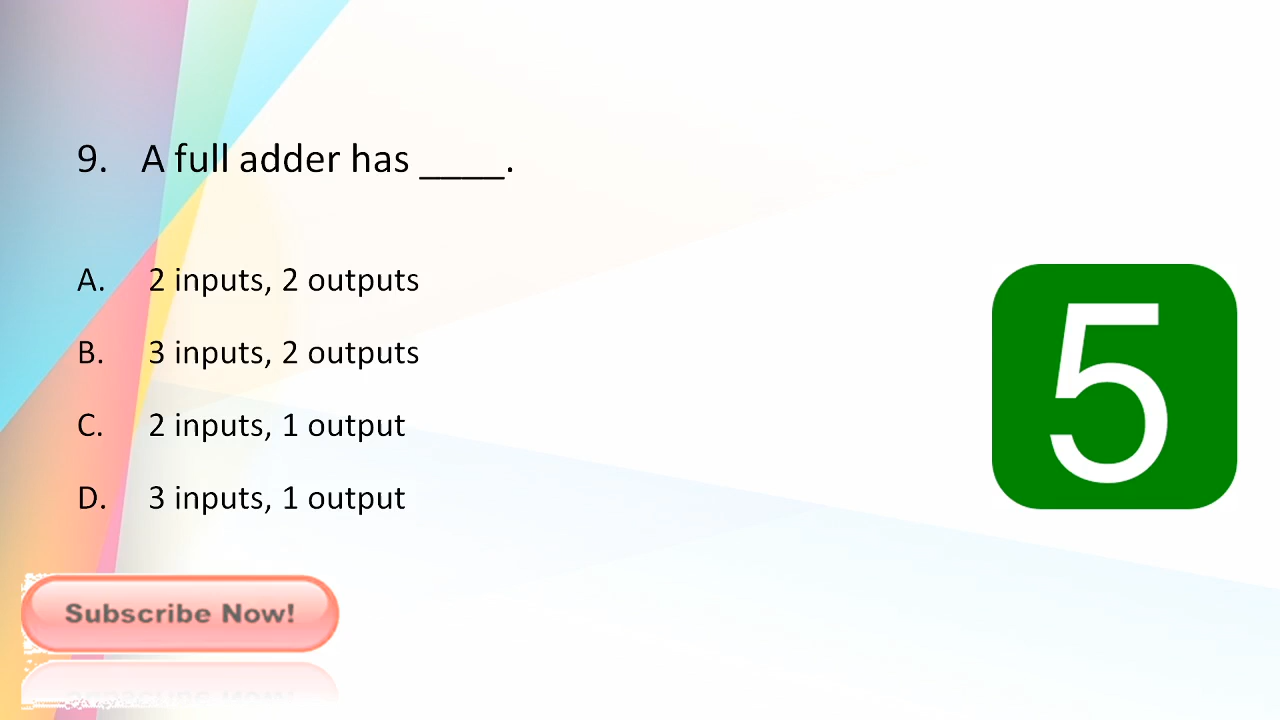 9. A full adder has ____.
A. 2 inputs, 2 outputs
B. 3 inputs, 2 outputs
C. 2 inputs, 1 output
D. 3 inputs, 1 output
5
Subscribe Now!